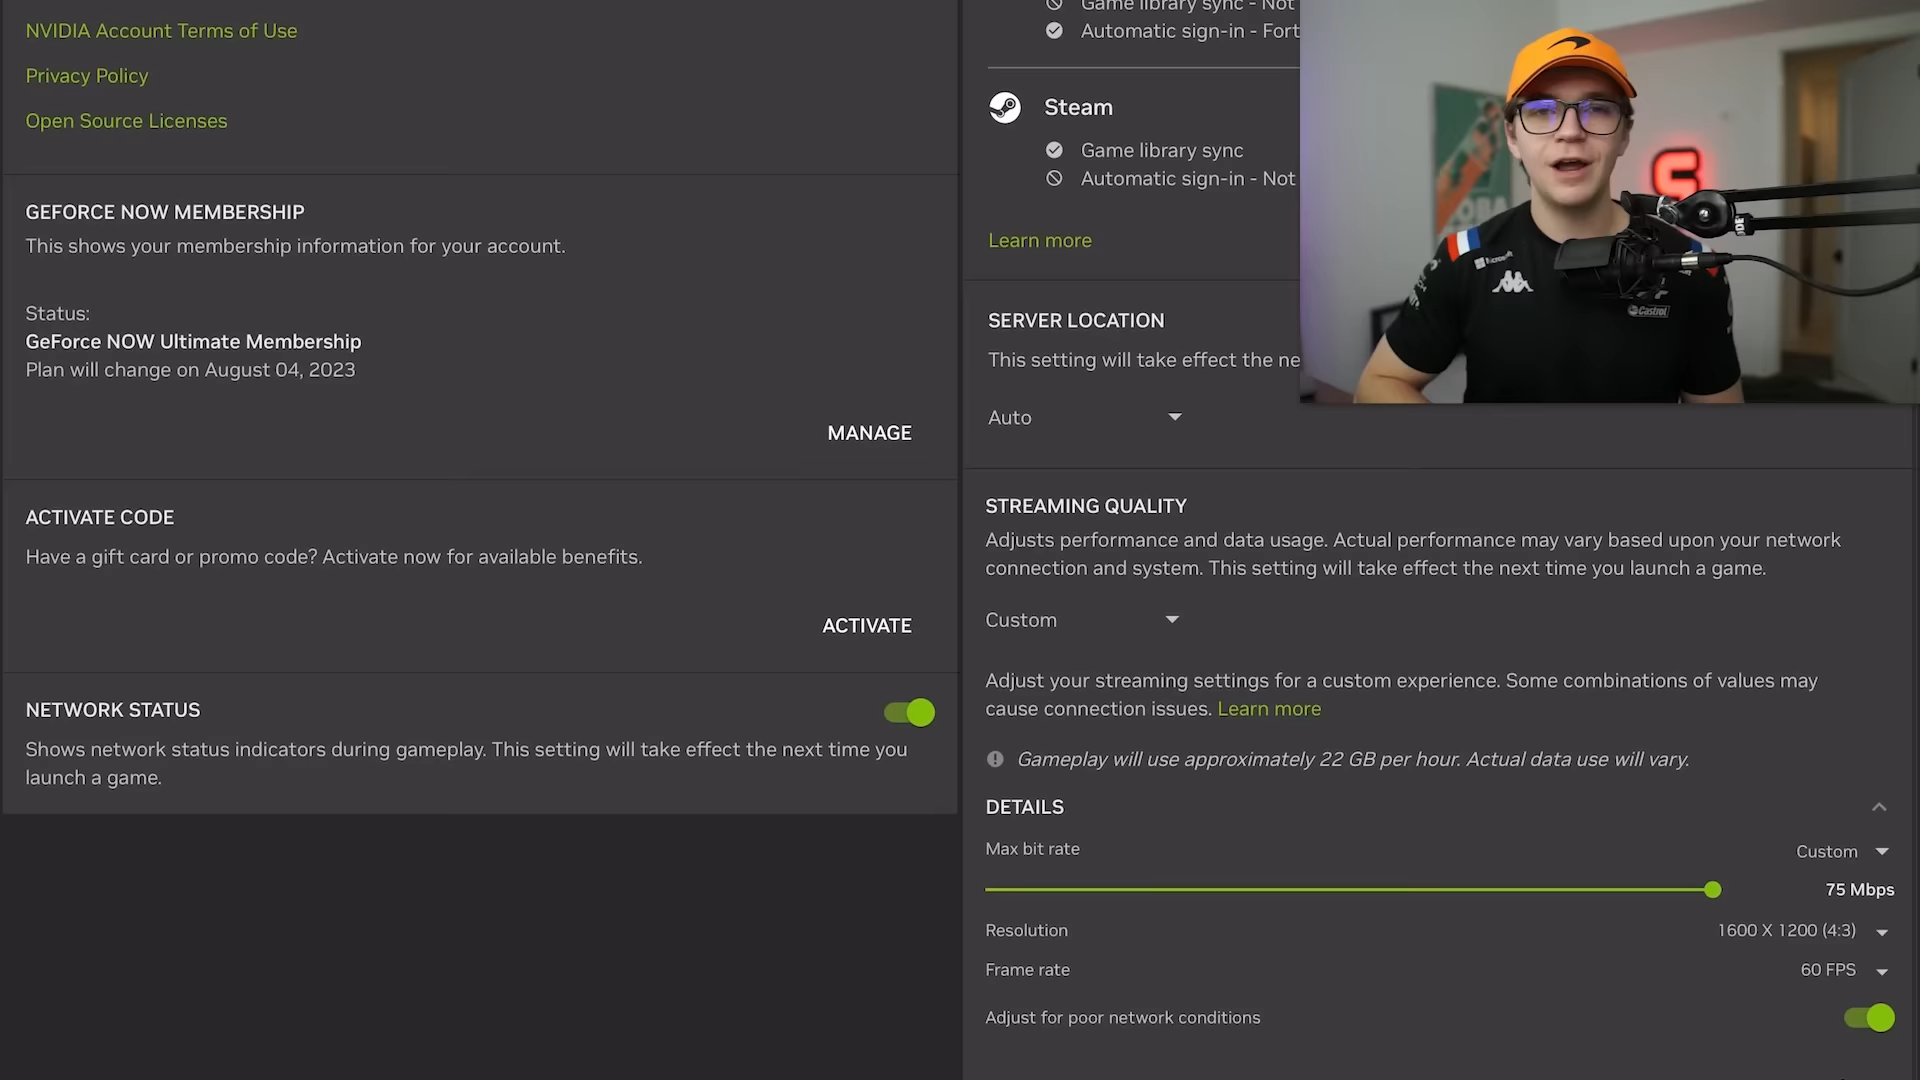 NVIDIA Account Terms of Use
Privacy Policy
Open Source Licenses
GEFORCE NOW MEMBERSHIP
This shows your membership information for your account.
Status:
GeForce NOW Ultimate Membership
Plan will change on August 04, 2023
MANAGE
ACTIVATE CODE
Have a gift card or promo code? Activate now for available benefits.
ACTIVATE
NETWORK STATUS
Shows network status indicators during gameplay. This setting will take effect the next time you
launch a game.
Game library sync - Not
Automatic sign-in - Fort
Steam
Game library sync
Automatic sign-in - Not
Learn more
SERVER LOCATION
This setting will take effect the ne
Auto
STREAMING QUALITY
Adjusts performance and data usage. Actual performance may vary based upon your network
connection and system. This setting will take effect the next time you launch a game.
Custom
Adjust your streaming settings for a custom experience. Some combinations of values may
cause connection issues. Learn more
Gameplay will use approximately 22 GB per hour. Actual data use will vary.
DETAILS
Max bit rate
Custom
75 Mbps
Resolution
1600 X 1200 (4:3)
Frame rate
60 FPS
Adjust for poor network conditions
Microsoft
Castrol